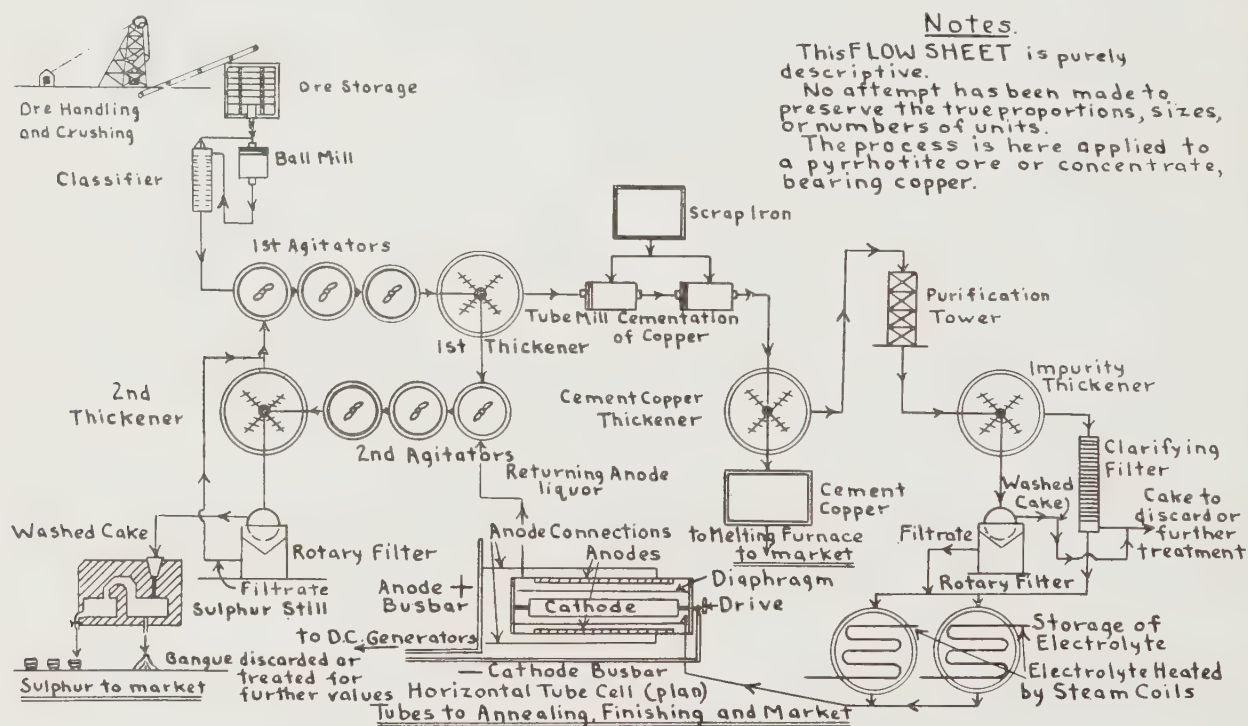 Notes.
This FLOW SHEET is purely
descriptive.
No attempt has been made to
preserve the true proportions, sizes,
or numbers of units.
The process is here applied to
a pyrrhotite ore or concentrate,
bearing copper.
Ore Handling
and Crushing
Ore Storage
Ball Mill
Classifier
Scrap Iron
1st Agitators
Tube Mill Cementation
of Copper
1st Thickener
Purification
Tower
2nd
Thickener
2nd Agitators
Cement Copper
Thickener
Impurity
Thickener
Returning Anode
liquor
Cement
Copper
Washed
Cake
Clarifying
Filter
Cake to
discard or
further
treatment
Washed Cake
Rotary Filter
Filtrate
Sulphur Still
Anode Connections
Anodes
to Melting Furnace
to market
Filtrate
Rotary Filter
Anode +
Busbar
Diaphragm
Cathode
Drive
to D.C. Generators
— Cathode Busbar
Storage of
Electrolyte
Electrolyte Heated
by Steam Coils
Bangue discarded or
treated for
further values
Sulphur to market
Horizontal Tube Cell (plan)
Tubes to Annealing, Finishing and Market